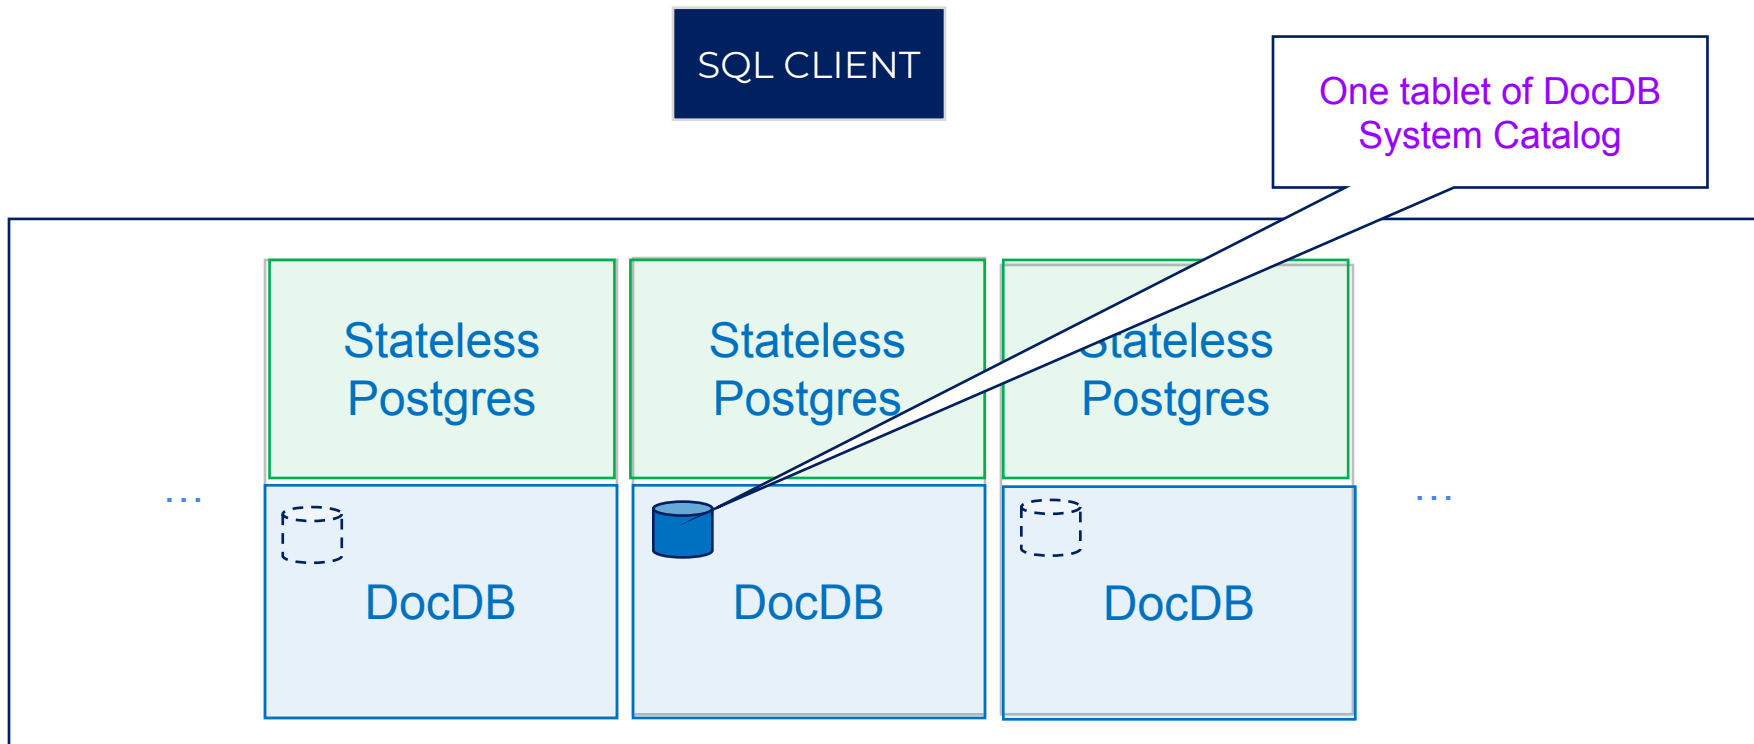 SQL CLIENT
One tablet of DocDB
System Catalog
Stateless
Postgres
Stateless
Postgres
Stateless
Postgres
...
...
DocDB
DocDB
DocDB